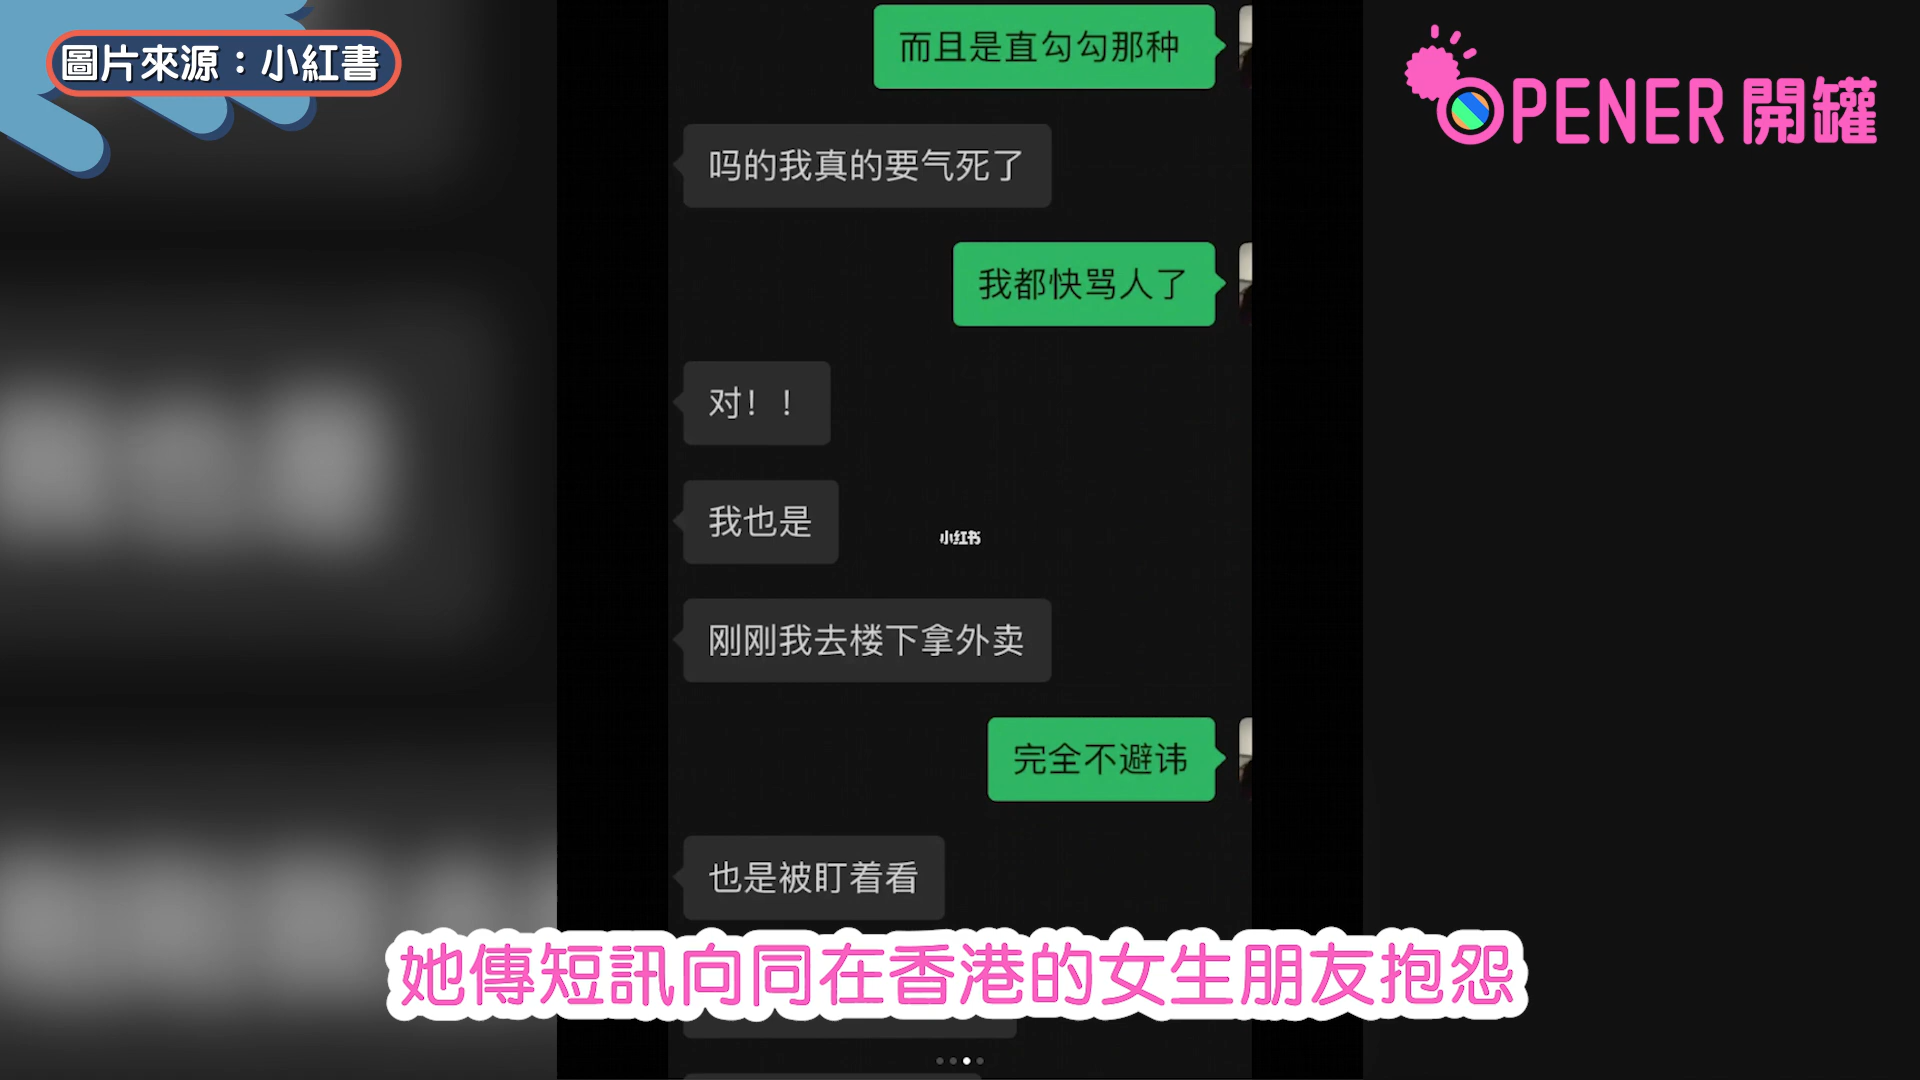 圖片來源：小紅書
OPENER 開罐
而且是直勾勾那种
吗的我真的要气死了
我都快骂人了
对！！
我也是
小红书
刚刚我去楼下拿外卖
完全不避讳
也是被盯着看
她傳短訊向同在香港的女生朋友抱怨